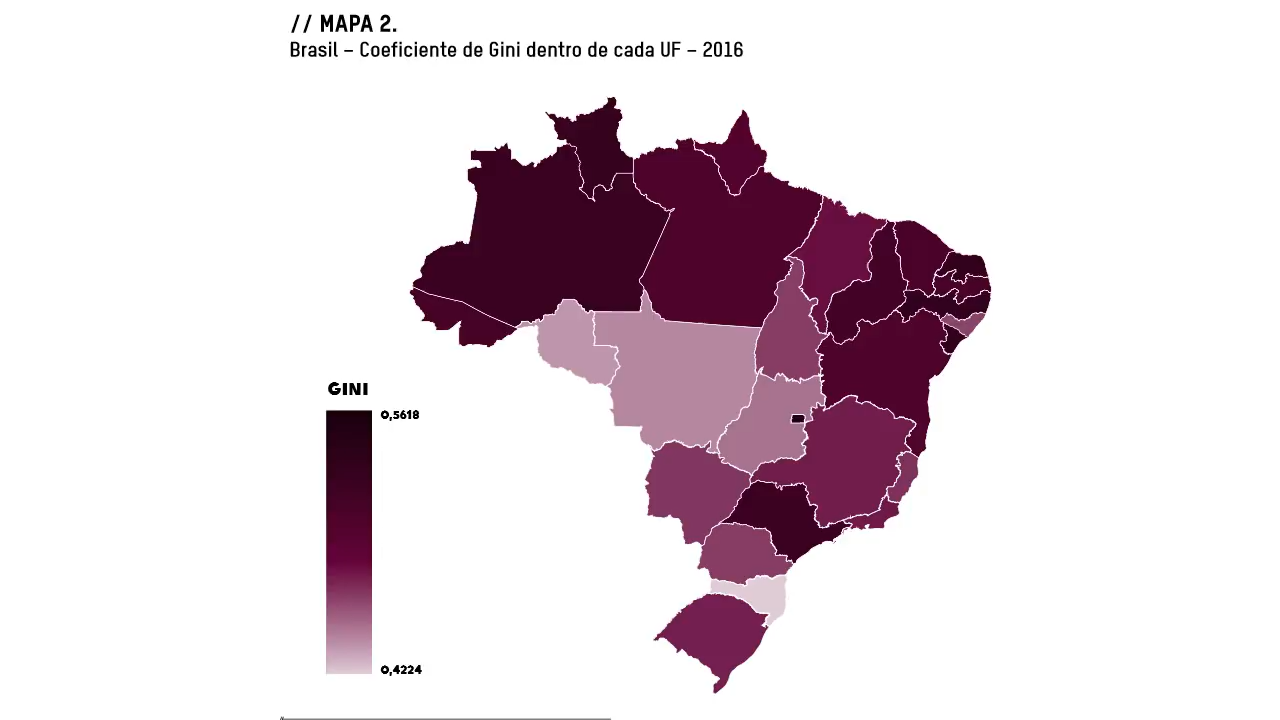 // MAPA 2.
Brasil – Coeficiente de Gini dentro de cada UF – 2016
GINI
0,5618
0,4224